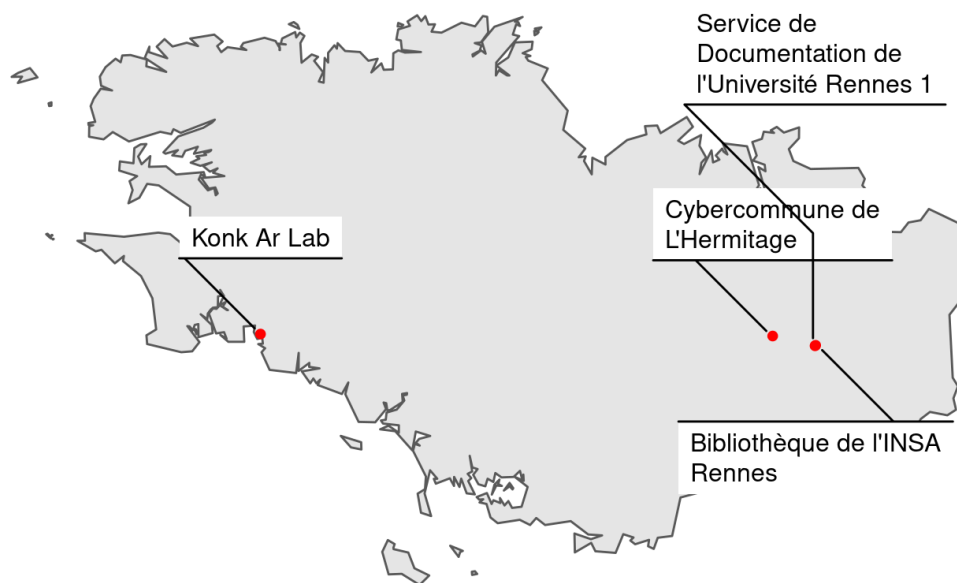 Service de
Documentation de
l'Université Rennes 1
Cybercommune de
L'Hermitage
Konk Ar Lab
Bibliothèque de l'INSA
Rennes